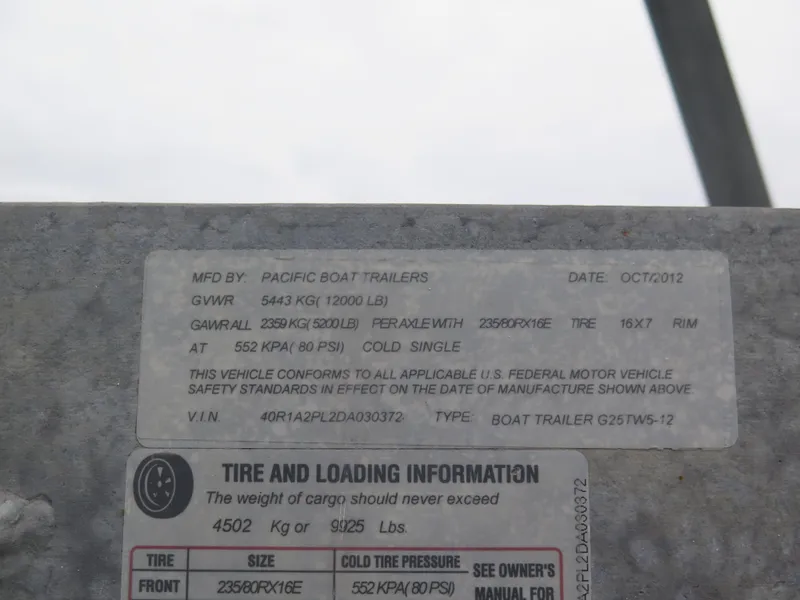 MFD BY: PACIFIC BOAT TRAILERS DATE: OCT/2012
GVWR 5443 KG( 12000 LB)
GAWR ALL 2359 KG( 5200 LB) PER AXLE WITH 235/80RX16E TIRE 16X7 RIM
AT 552 KPA( 80 PSI) COLD SINGLE
THIS VEHICLE CONFORMS TO ALL APPLICABLE U.S. FEDERAL MOTOR VEHICLE
SAFETY STANDARDS IN EFFECT ON THE DATE OF MANUFACTURE SHOWN ABOVE.
V.I.N. 40R1A2PL2DA030372 TYPE: BOAT TRAILER G25TW5-12
TIRE AND LOADING INFORMATION
The weight of cargo should never exceed
4502 Kg or 9925 Lbs.
TIRE SIZE COLD TIRE PRESSURE SEE OWNER'S
FRONT 235/80RX16E 552 KPA( 80 PSI) MANUAL FOR
A2PL2DA030372